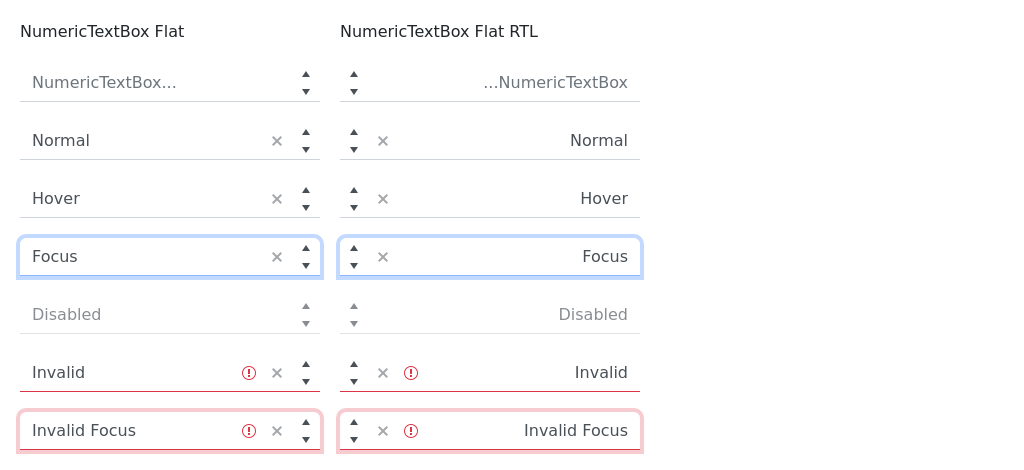 NumericTextBox Flat
NumericTextBox...
Normal
Hover
Focus
Disabled
Invalid
Invalid Focus
NumericTextBox Flat RTL
...NumericTextBox
Normal
Hover
Focus
Disabled
Invalid
Invalid Focus